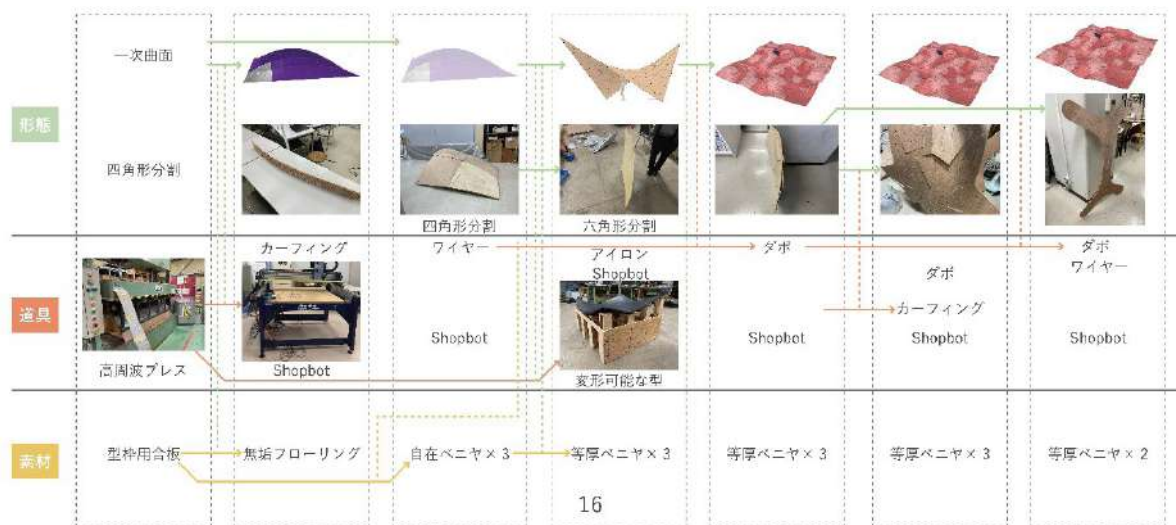 一次曲面
形態
四角形分割
四角形分割
六角形分割
カーフィング
ワイヤー
アイロン
Shopbot
ダボ
ダボ
ダボ
ワイヤー
道具
カーフィング
Shopbot
Shopbot
Shopbot
Shopbot
高周波プレス
Shopbot
変形可能な型
素材
型枠用合板
無垢フローリング
自在ベニヤ×3
等厚ベニヤ×3
等厚ベニヤ×3
等厚ベニヤ×3
等厚ベニヤ×2
16